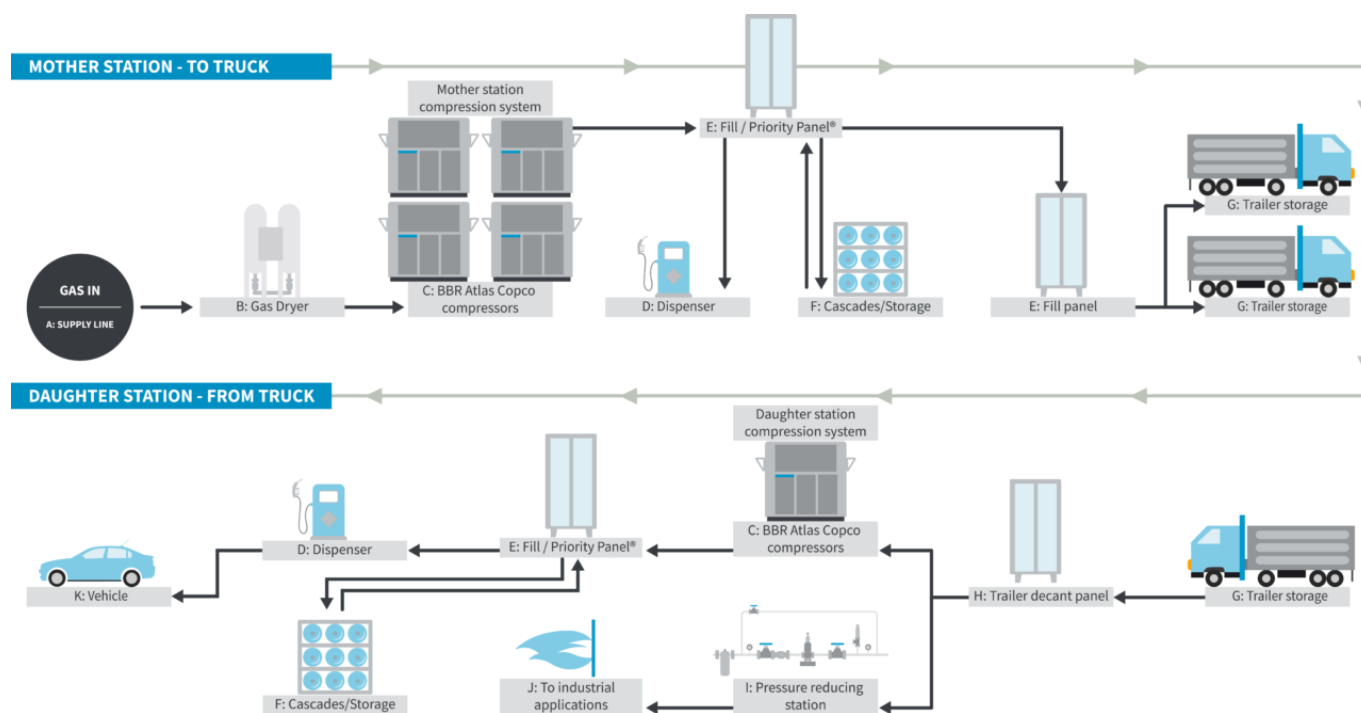 MOTHER STATION - TO TRUCK
Mother station
compression system
E: Fill / Priority Panel®
G: Trailer storage
GAS IN
A: SUPPLY LINE
B: Gas Dryer
C: BBR Atlas Copco
compressors
D: Dispenser
F: Cascades/Storage
E: Fill panel
G: Trailer storage
DAUGHTER STATION - FROM TRUCK
Daughter station
compression system
C: BBR Atlas Copco
compressors
D: Dispenser
E: Fill / Priority Panel®
K: Vehicle
H: Trailer decant panel
G: Trailer storage
F: Cascades/Storage
J: To industrial
applications
I: Pressure reducing
station